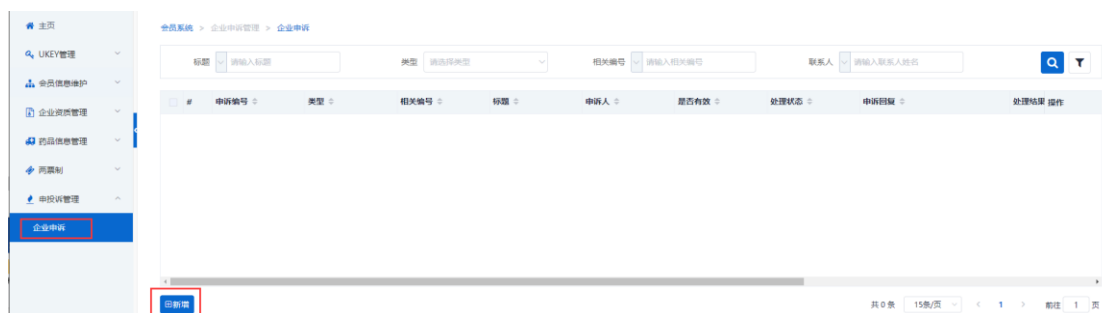 主页
会员系统 > 企业申诉管理 > 企业申诉
UKEY管理
标题 请输入标题 类型 请选择类型 相关编号 请输入相关编号 联系人 请输入联系人姓名
会员信息维护
# 申诉编号 类型 相关编号 标题 申诉人 是否有效 处理状态 申诉回复 处理结果 操作
企业资质管理
药品信息管理
两票制
申投诉管理
企业申诉
新增 共 0 条 15条/页 < 1 > 前往 1 页